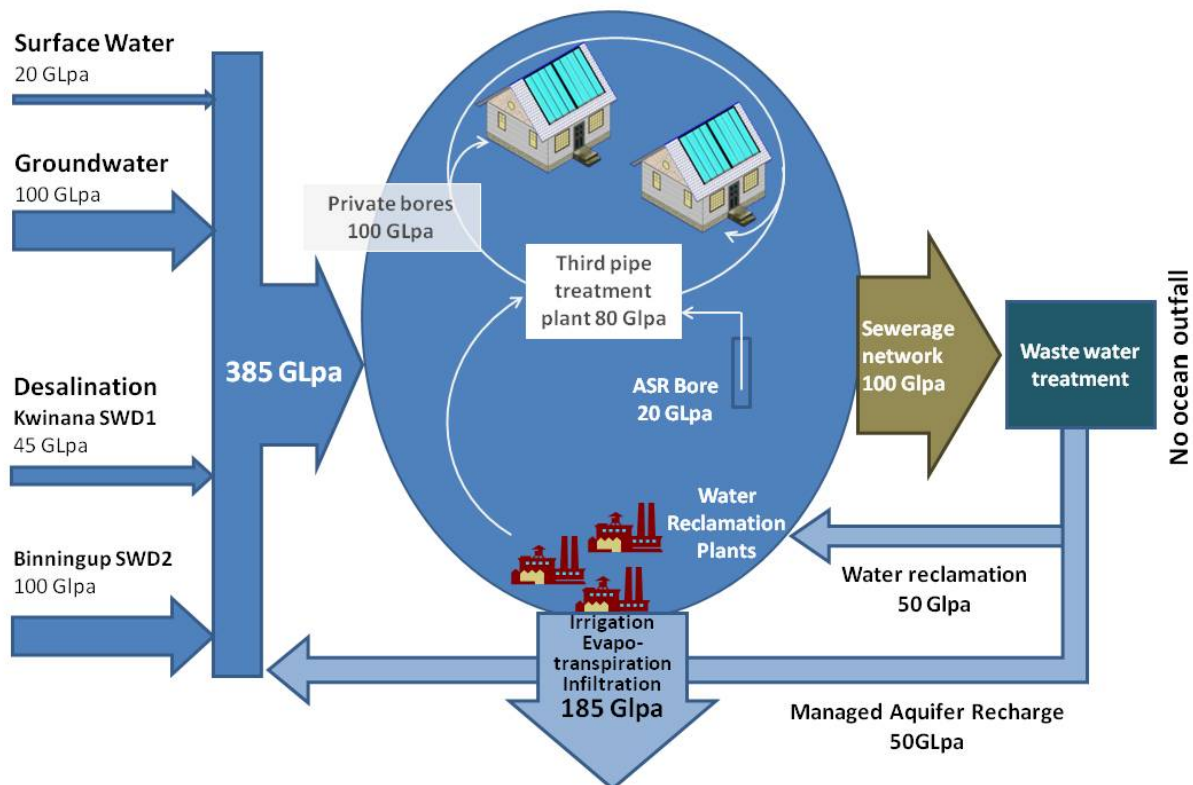 Surface Water
20 GLpa
Groundwater
100 GLpa
Desalination
Kwinana SWD1
45 GLpa
Binningup SWD2
100 Glpa
385 GLpa
Private bores
100 GLpa
Third pipe
treatment
plant 80 Glpa
ASR Bore
20 GLpa
Water
Reclamation
Plants
Irrigation
Evapo-
transpiration
Infiltration
185 Glpa
Sewerage
network
100 Glpa
Waste water
treatment
No ocean outfall
Water reclamation
50 Glpa
Managed Aquifer Recharge
50GLpa